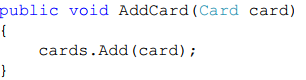 public void AddCard(Card card)
{
    cards.Add(card);
}